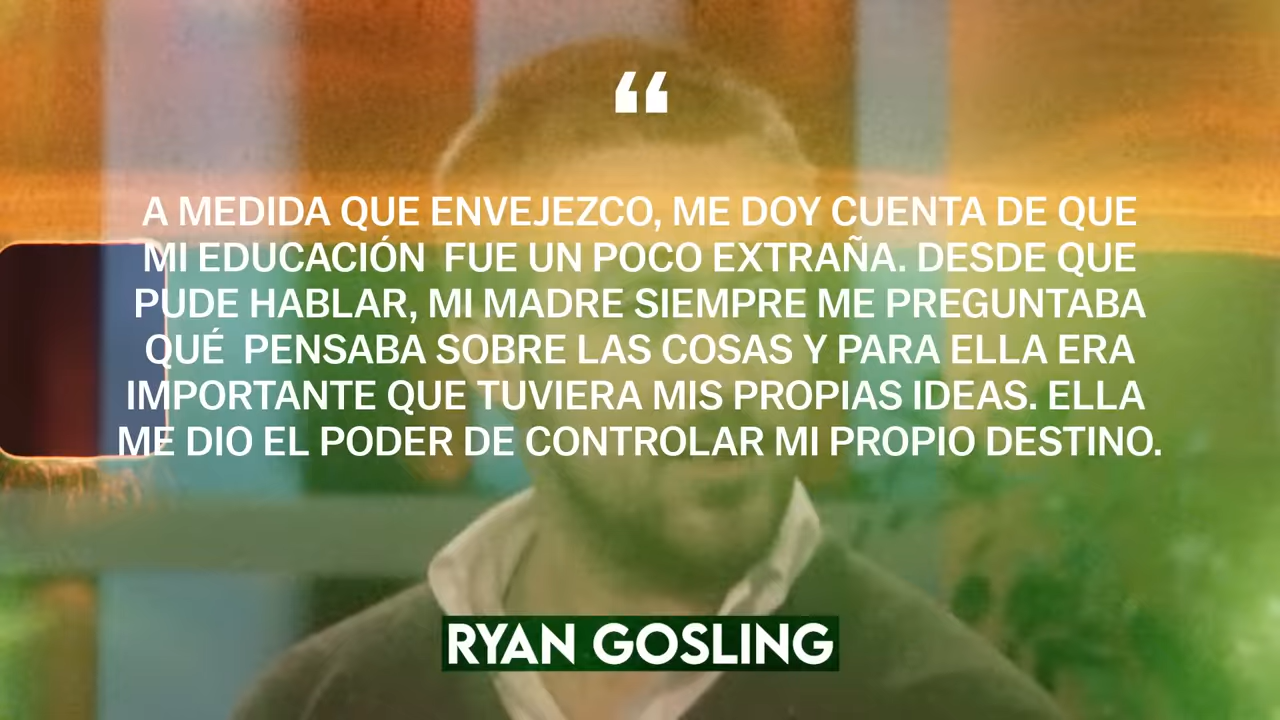 “
A MEDIDA QUE ENVEJEZCO, ME DOY CUENTA DE QUE
MI EDUCACIÓN FUE UN POCO EXTRAÑA. DESDE QUE
PUDE HABLAR, MI MADRE SIEMPRE ME PREGUNTABA
QUÉ PENSABA SOBRE LAS COSAS Y PARA ELLA ERA
IMPORTANTE QUE TUVIERA MIS PROPIAS IDEAS. ELLA
ME DIO EL PODER DE CONTROLAR MI PROPIO DESTINO.
RYAN GOSLING